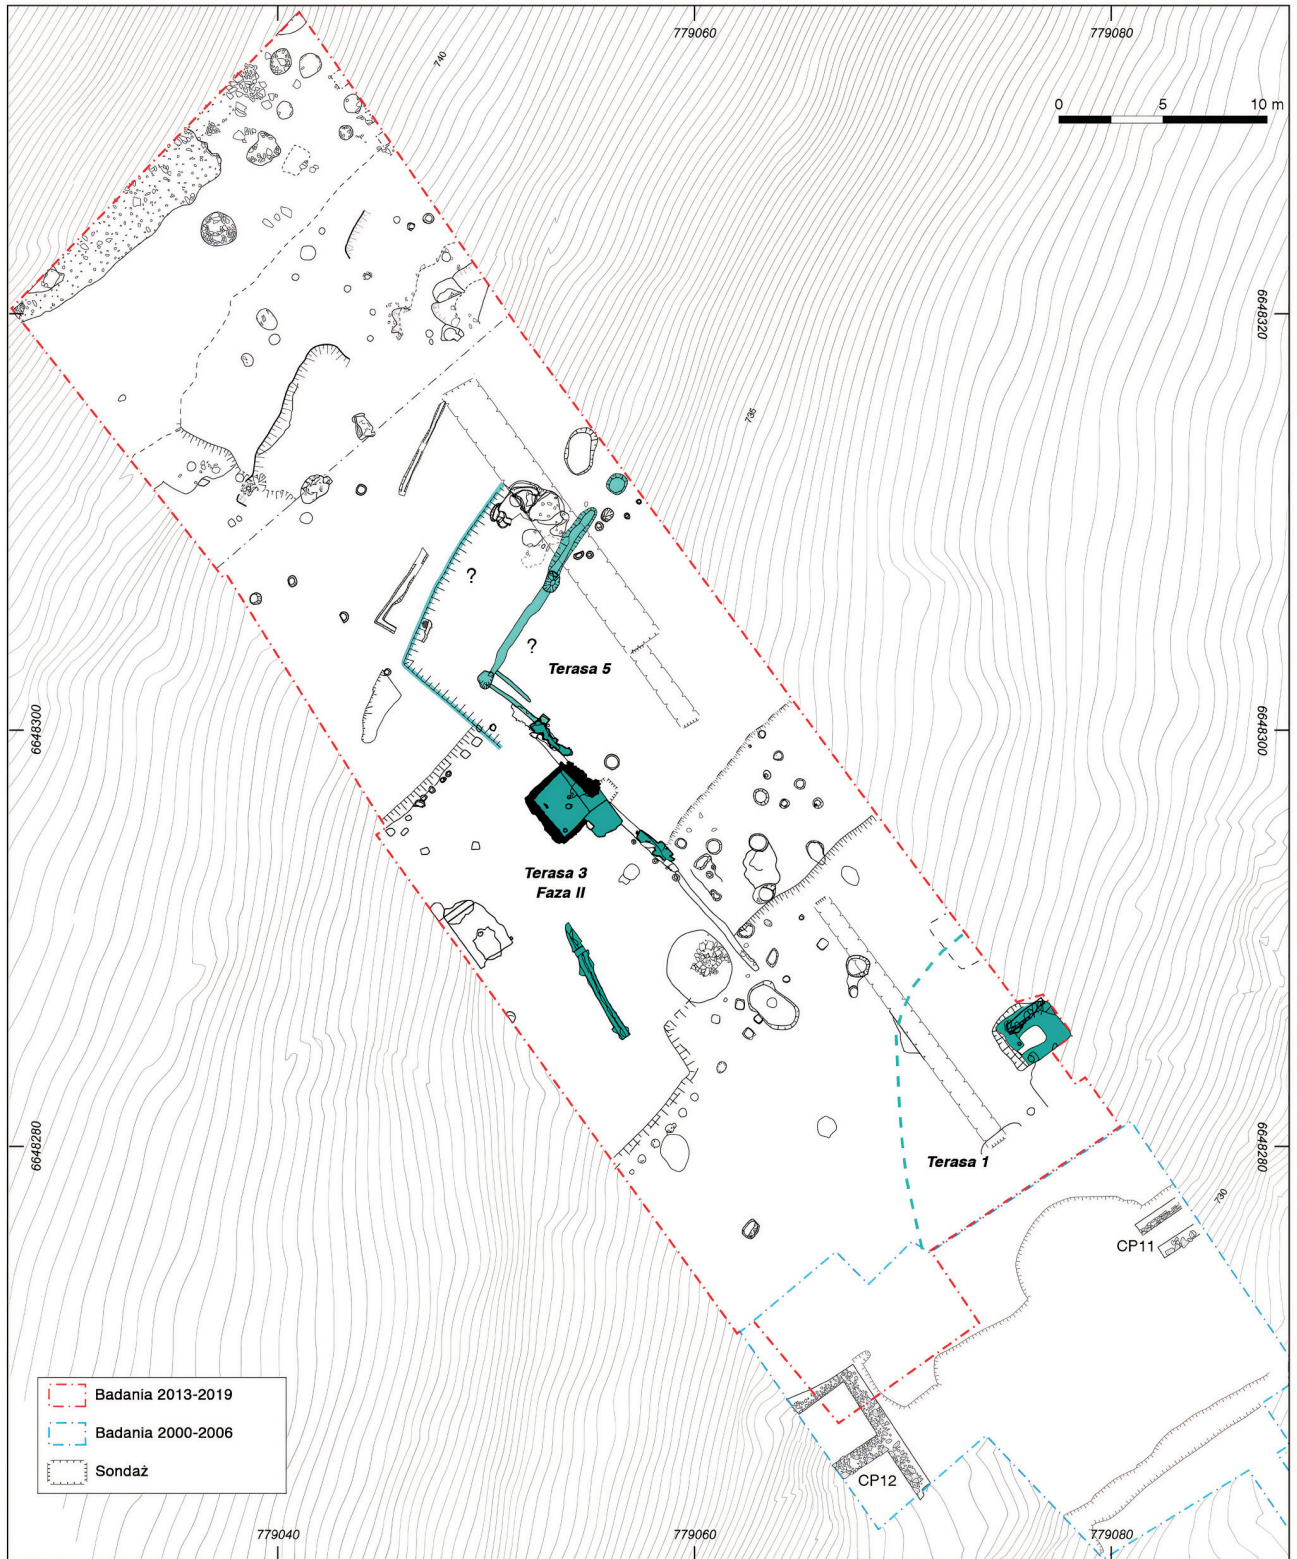 779060
779080
740
0 5 10 m
6648320
735
?
?
Terasa 5
6648300
6648300
Terasa 3
Faza II
6648280
6648280
Terasa 1
730
CP11
Badania 2013-2019
Badania 2000-2006
Sondaż
CP12
779040
779060
779080